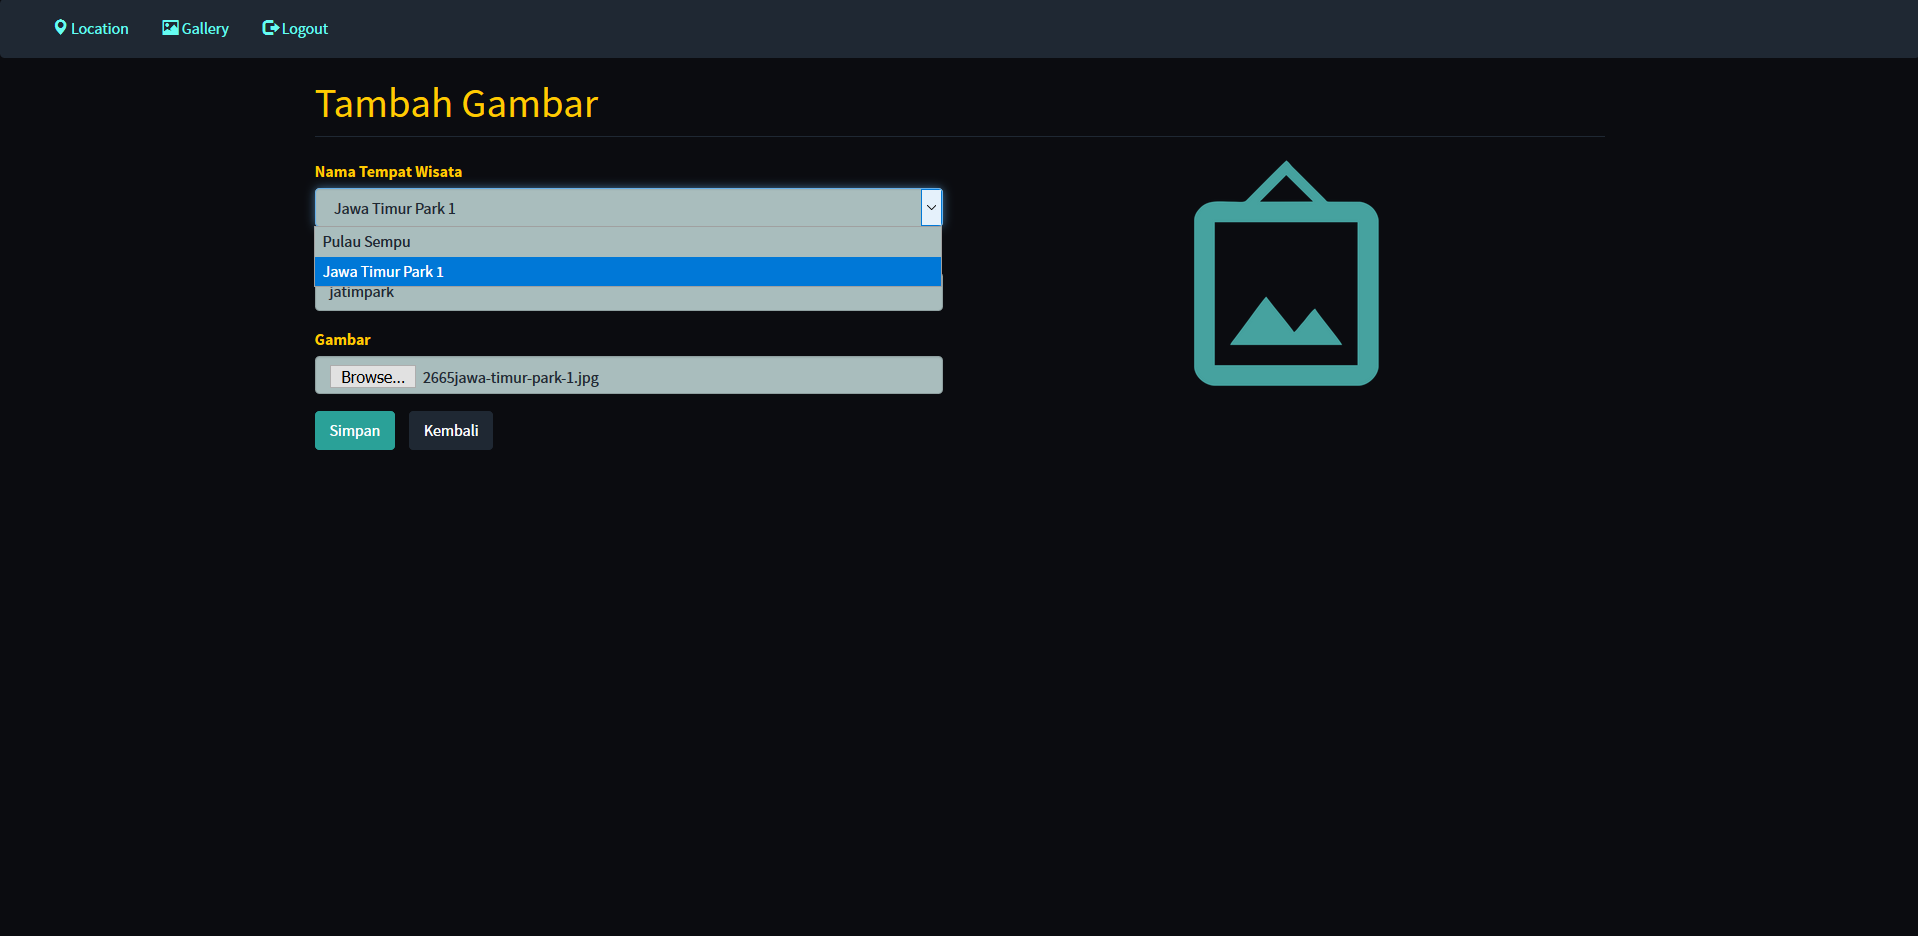 Location Gallery Logout
Tambah Gambar
Nama Tempat Wisata
Jawa Timur Park 1
Pulau Sempu
Jawa Timur Park 1
jatimpark
Gambar
Browse... 2665jawa-timur-park-1.jpg
Simpan Kembali